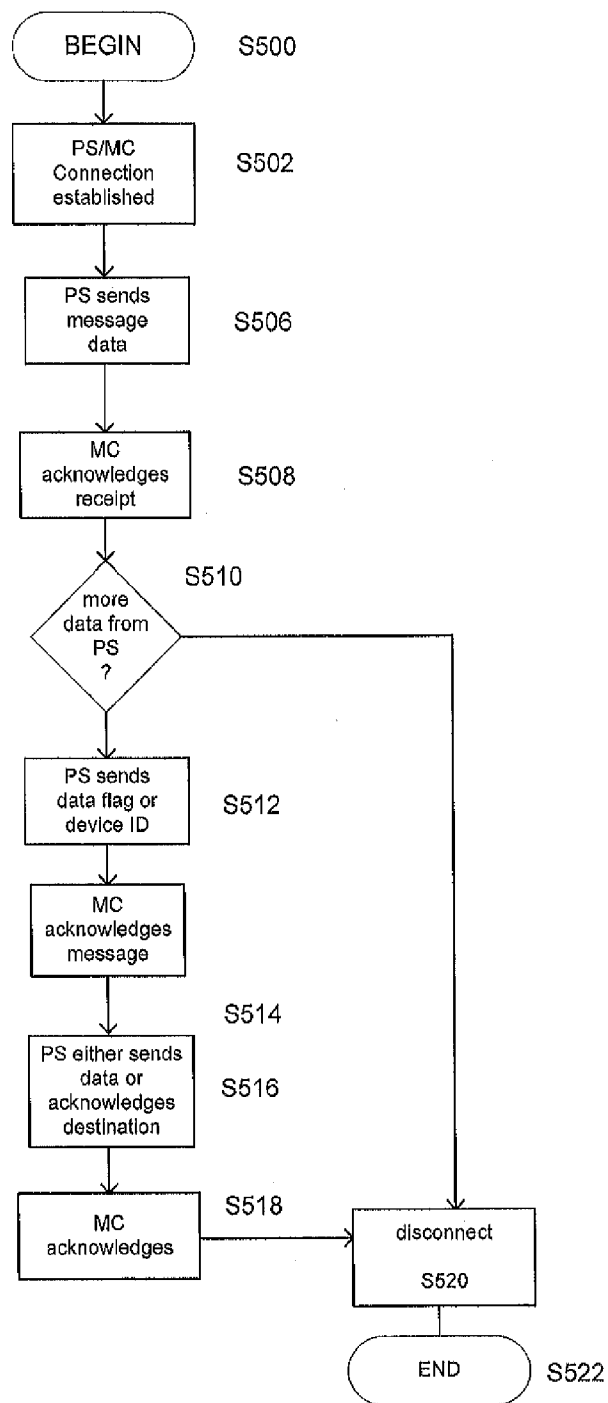 BEGIN
S500
PS/MC
Connection
established
S502
PS sends
message
data
S506
MC
acknowledges
receipt
S508
S510
more
data from
PS
?
PS sends
data flag or
device ID
S512
MC
acknowledges
message
S514
PS either sends
data or
acknowledges
destination
S516
MC
acknowledges
S518
disconnect
S520
END
S522